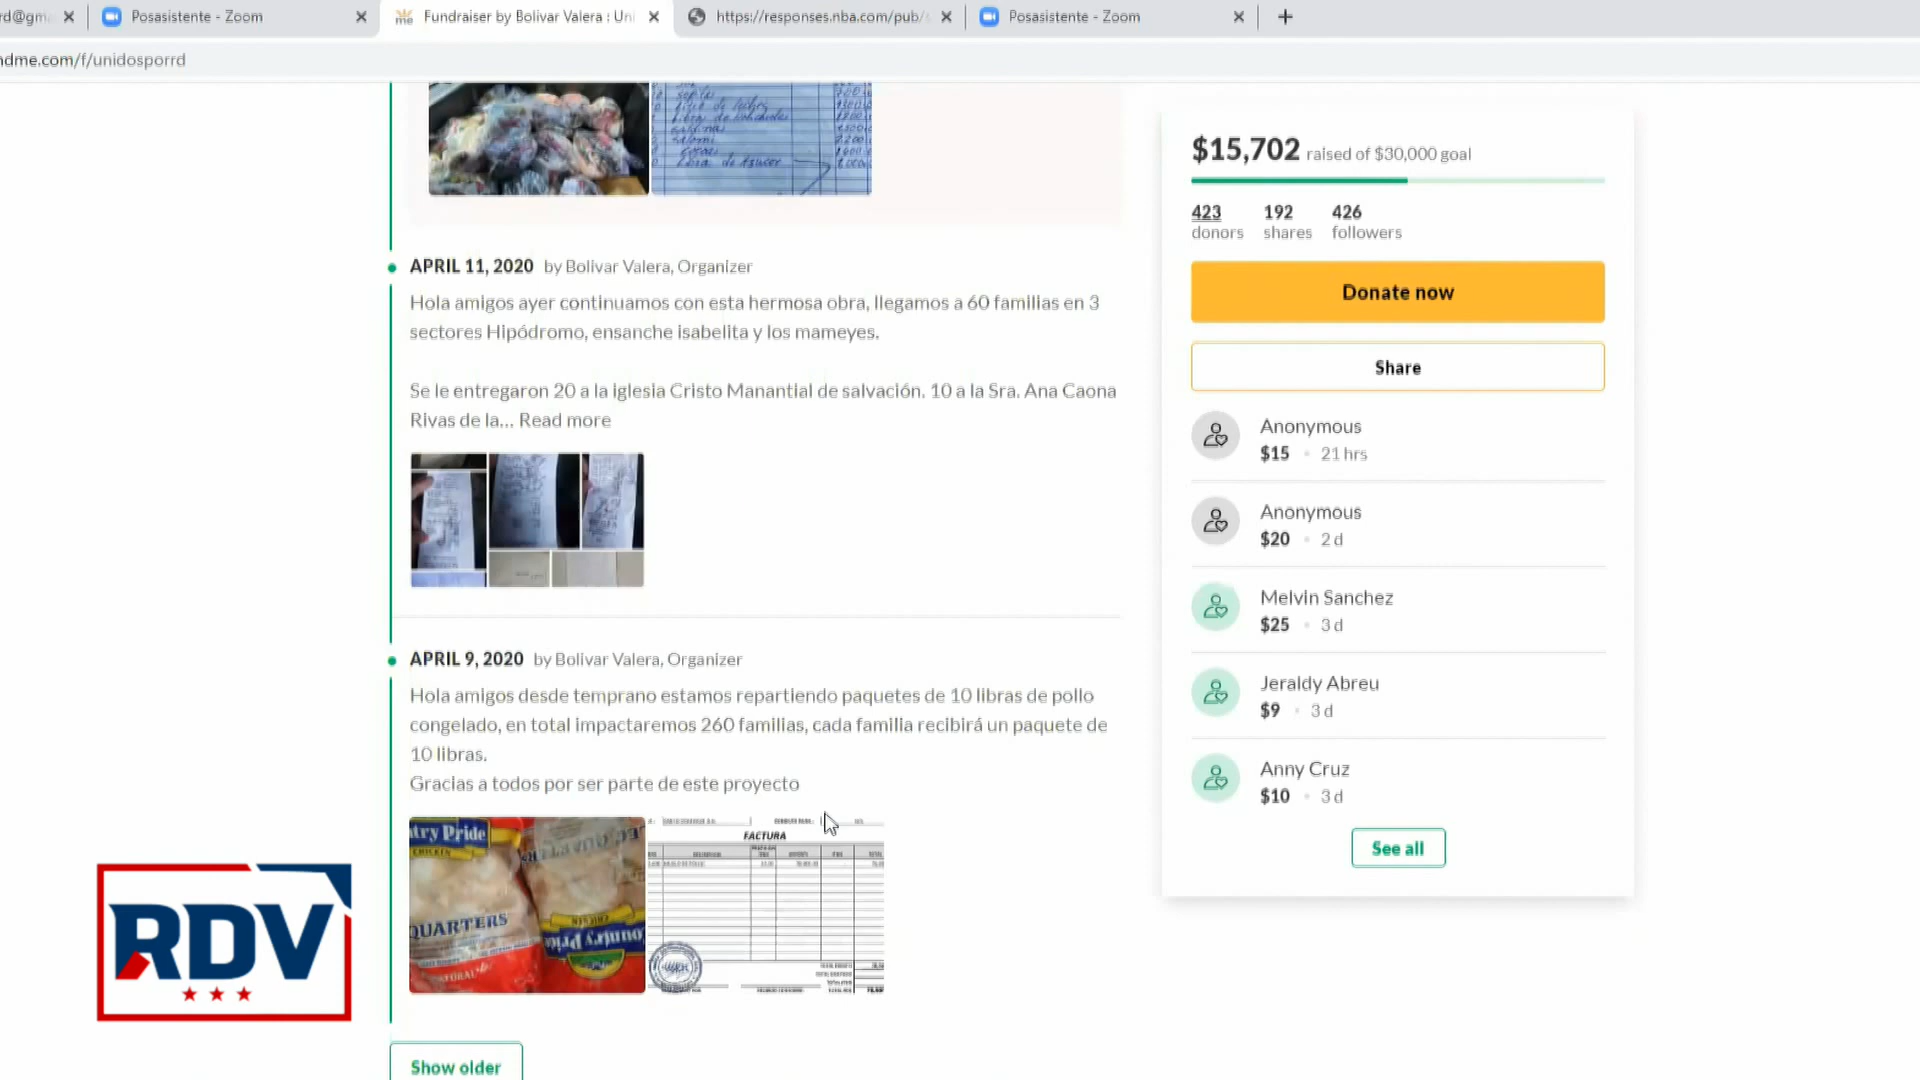 Posasistente - Zoom
Fundraiser by Bolivar Valera : Uni
https://responses.nba.com/pub/
Posasistente - Zoom
ndme.com/f/unidosporrd
APRIL 11, 2020 by Bolivar Valera, Organizer
Hola amigos ayer continuamos con esta hermosa obra, llegamos a 60 familias en 3
sectores Hipódromo, ensanche isabelita y los mameyes.
Se le entregaron 20 a la iglesia Cristo Manantial de salvación. 10 a la Sra. Ana Caona
Rivas de la... Read more
APRIL 9, 2020 by Bolivar Valera, Organizer
Hola amigos desde temprano estamos repartiendo paquetes de 10 libras de pollo
congelado, en total impactaremos 260 familias, cada familia recibirá un paquete de
10 libras.
Gracias a todos por ser parte de este proyecto
ntry Pride
CHICKEN
QUARTERS
FACTURA
Show older
$15,702 raised of $30,000 goal
423 192 426
donors shares followers
Donate now
Share
Anonymous
$15 • 21 hrs
Anonymous
$20 • 2 d
Melvin Sanchez
$25 • 3 d
Jeraldy Abreu
$9 • 3 d
Anny Cruz
$10 • 3 d
See all
RDV